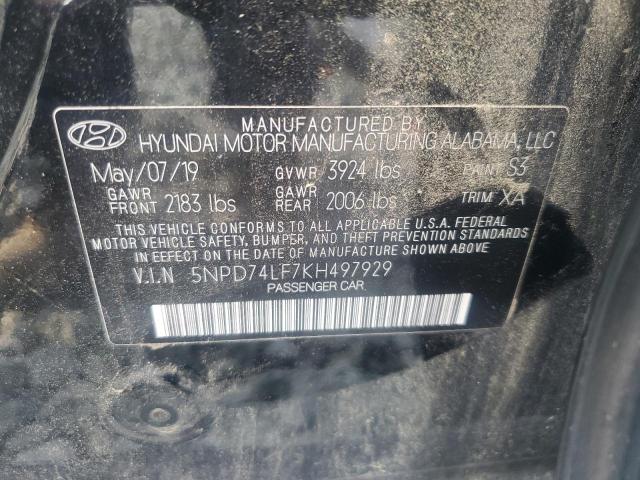 MANUFACTURED BY
HYUNDAI MOTOR MANUFACTURING ALABAMA, LLC
May/07/19 GVWR 3924 lbs PAINT S3
GAWR FRONT 2183 lbs GAWR REAR 2006 lbs TRIM XA
THIS VEHICLE CONFORMS TO ALL APPLICABLE U.S.A. FEDERAL
MOTOR VEHICLE SAFETY, BUMPER, AND THEFT PREVENTION STANDARDS
IN EFFECT ON THE DATE OF MANUFACTURE SHOWN ABOVE.
V.I.N 5NPD74LF7KH497929
PASSENGER CAR